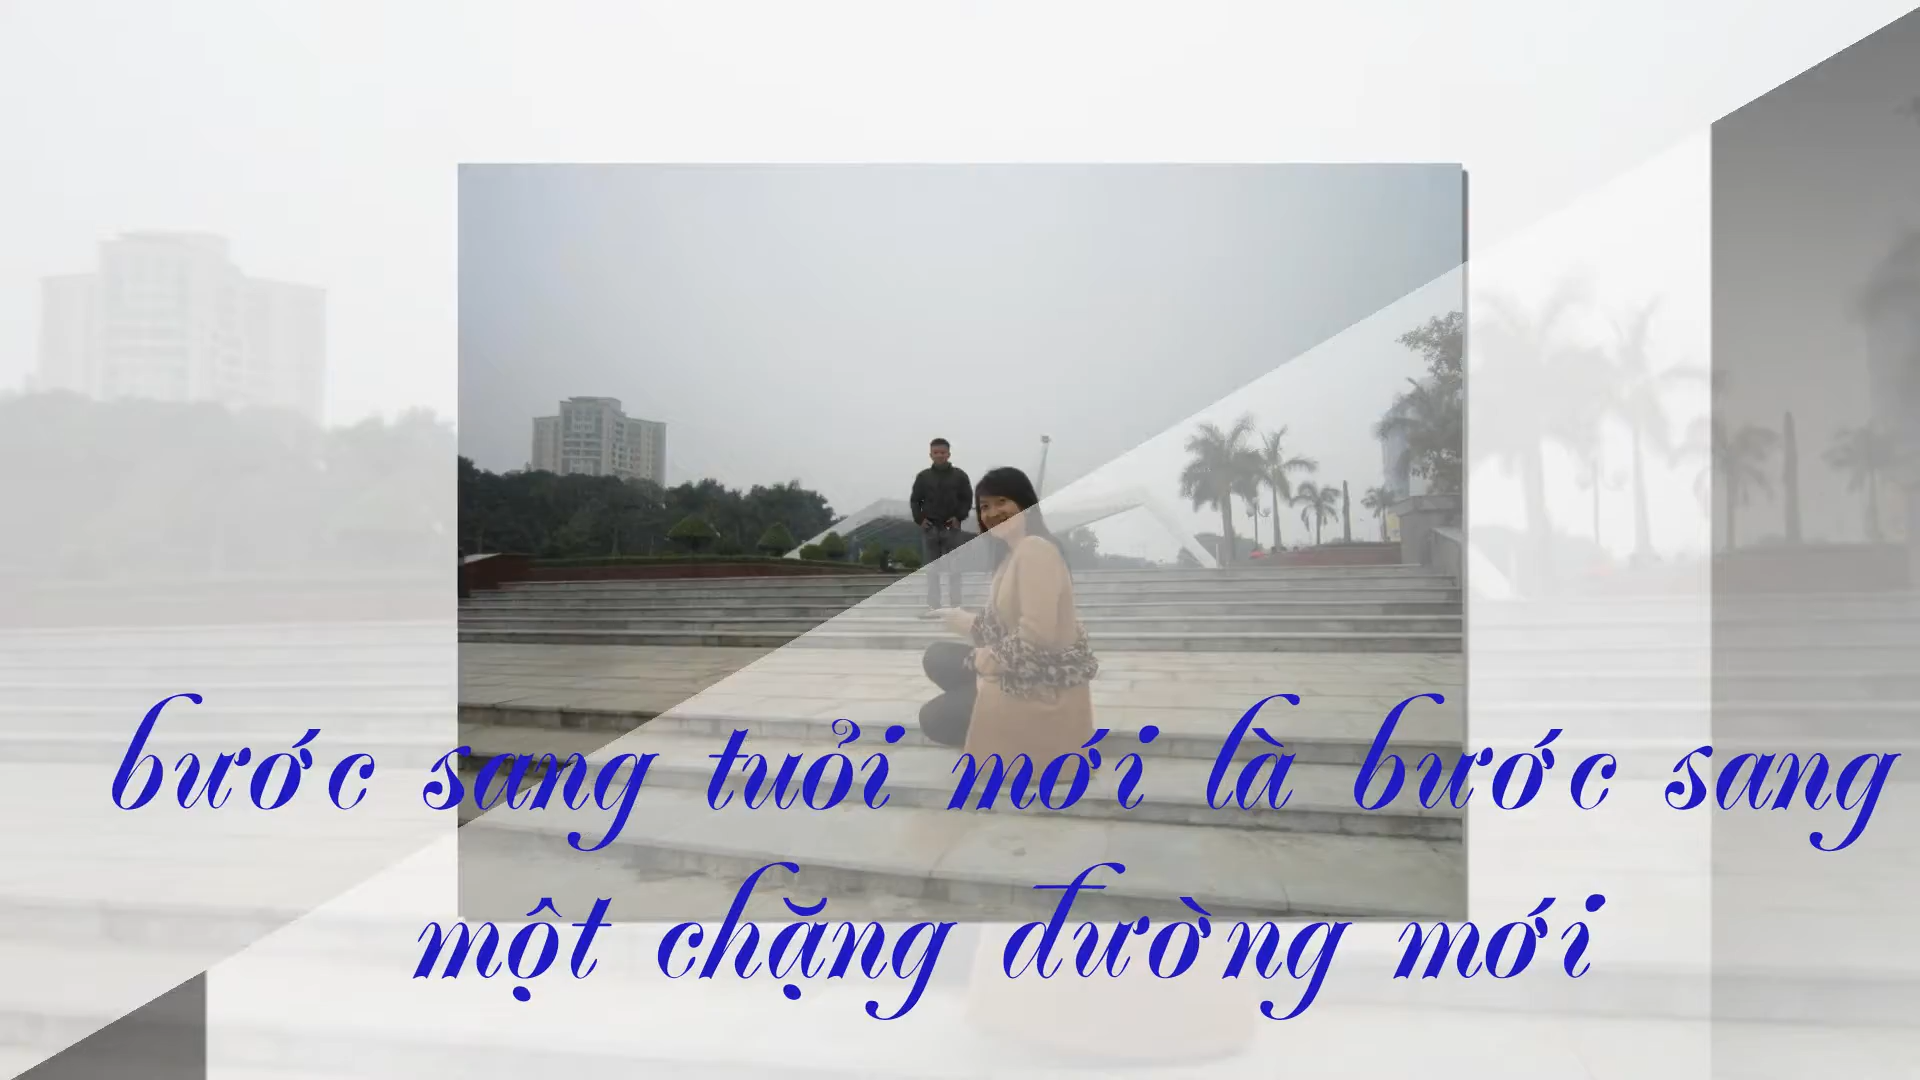 bước sang tuổi mới là bước sang
một chặng đường mới